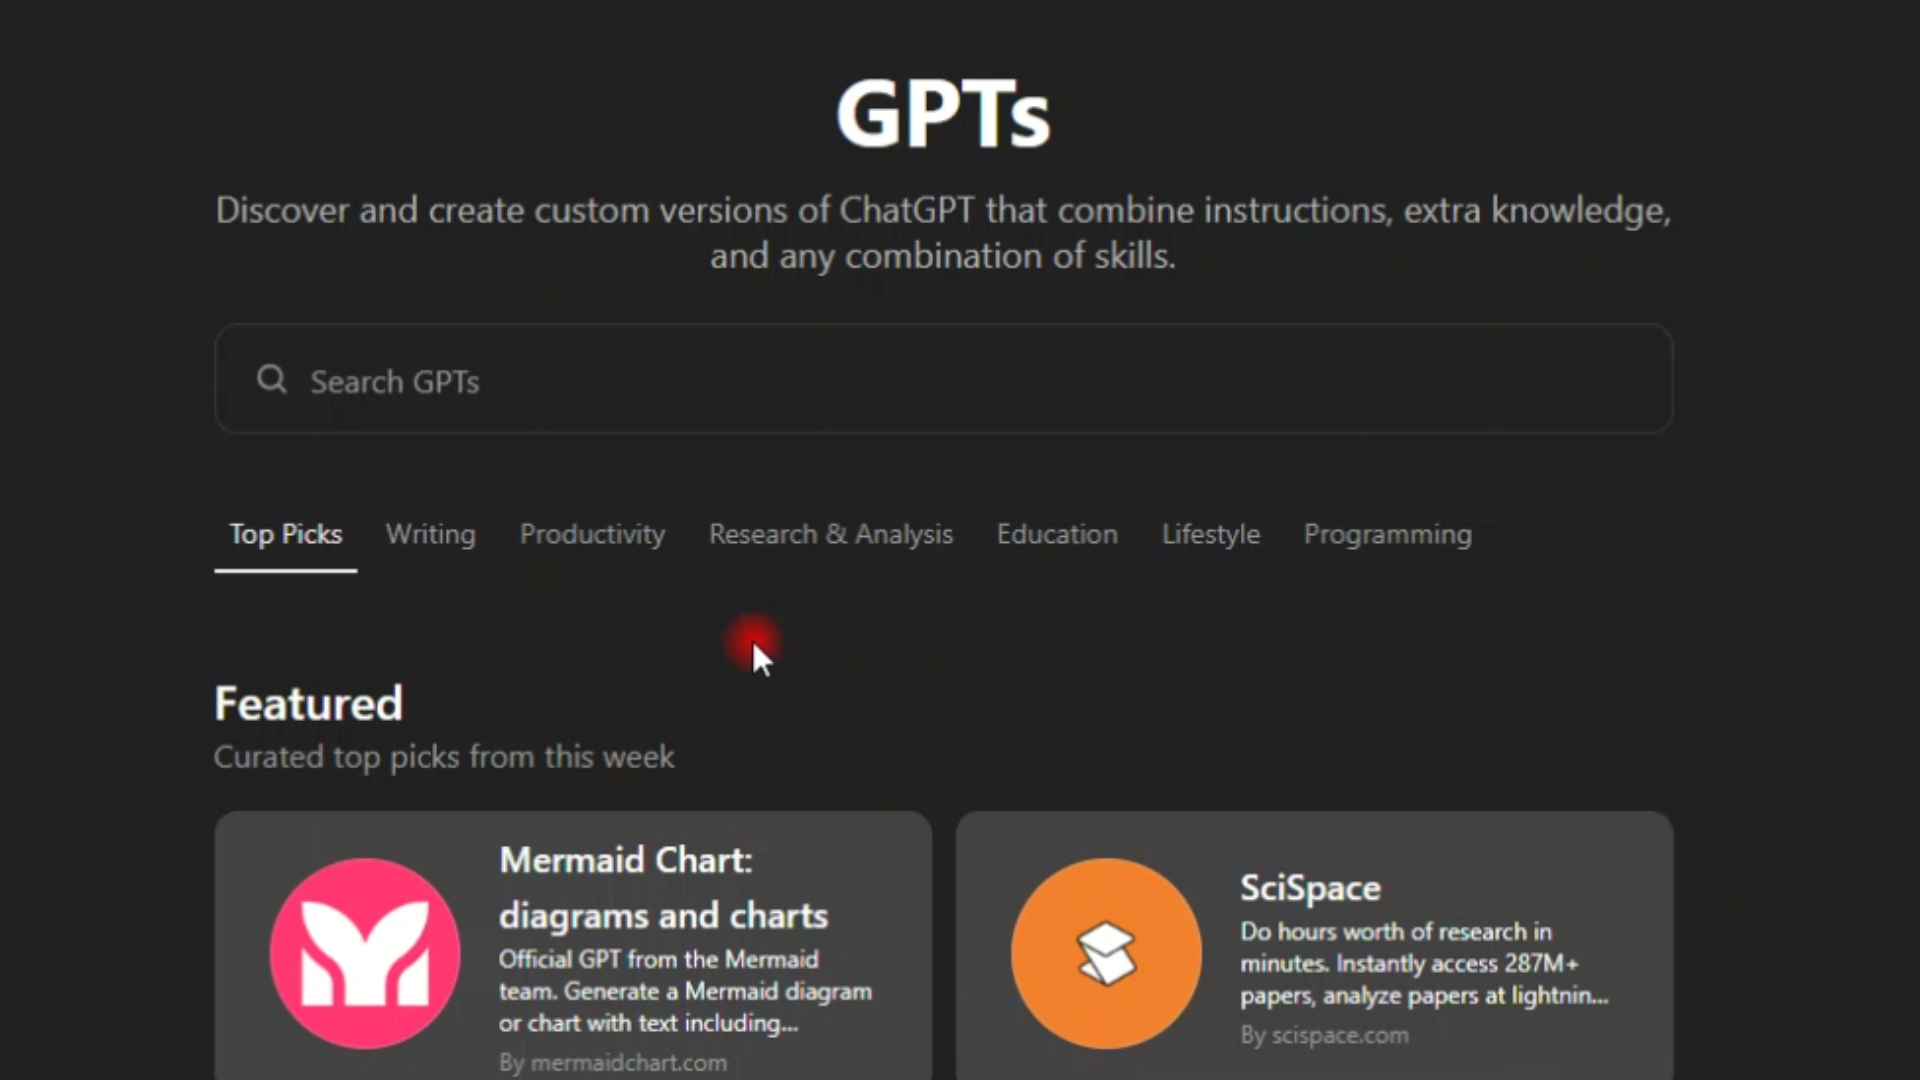 GPTs
Discover and create custom versions of ChatGPT that combine instructions, extra knowledge,
and any combination of skills.
Search GPTs
Top Picks Writing Productivity Research & Analysis Education Lifestyle Programming
Featured
Curated top picks from this week
Mermaid Chart:
diagrams and charts
Official GPT from the Mermaid
team. Generate a Mermaid diagram
or chart with text including...
By mermaidchart.com
SciSpace
Do hours worth of research in
minutes. Instantly access 287M+
papers, analyze papers at lightnin...
By scispace.com